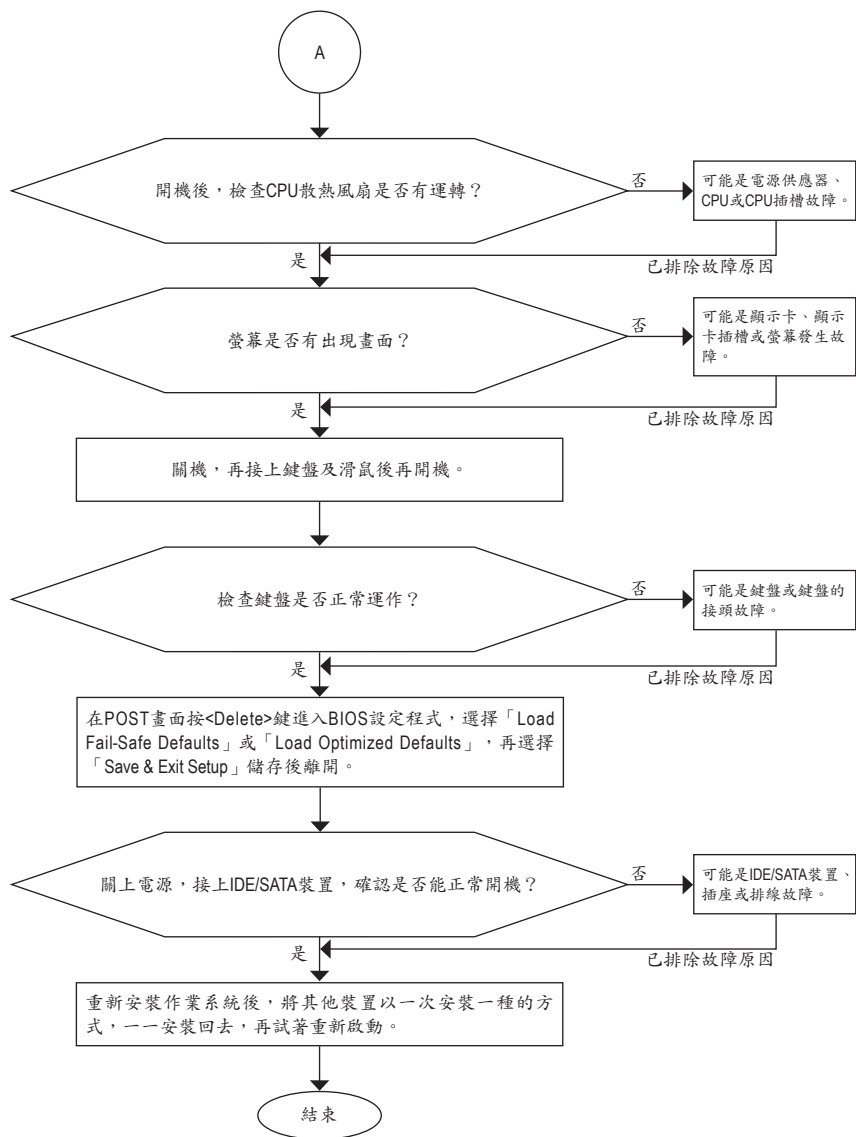 A
開機後，檢查CPU散熱風扇是否有運轉？
否
可能是電源供應器、
CPU或CPU插槽故障。
是
已排除故障原因
螢幕是否有出現畫面？
否
可能是顯示卡、顯示
卡插槽或螢幕發生故
障。
是
已排除故障原因
關機，再接上鍵盤及滑鼠後再開機。
檢查鍵盤是否正常運作？
否
可能是鍵盤或鍵盤的
接頭故障。
是
已排除故障原因
在POST畫面按<Delete>鍵進入BIOS設定程式，選擇「Load
Fail-Safe Defaults」或「Load Optimized Defaults」，再選擇
「Save & Exit Setup」儲存後離開。
關上電源，接上IDE/SATA裝置，確認是否能正常開機？
否
可能是IDE/SATA裝置、
插座或排線故障。
是
已排除故障原因
重新安裝作業系統後，將其他裝置以一次安裝一種的方
式，一一安裝回去，再試著重新啟動。
結束